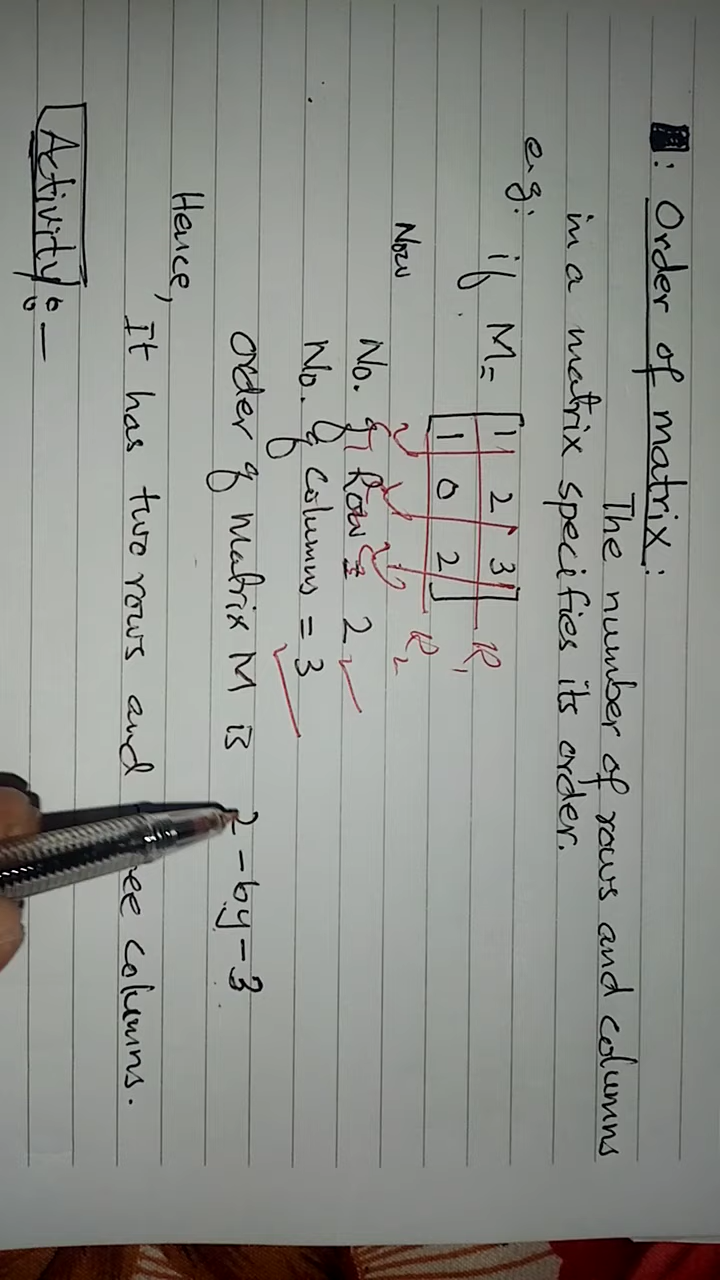 : Order of matrix:
The number of rows and columns
in a matrix specifies its order.
e.g:
if M = [1 2 3] R1
[1 0 2] R2
Now
No. of Row = 2
No. of columns = 3
Order of matrix M is 2-by-3
Hence,
It has two rows and columns.
Activity:-